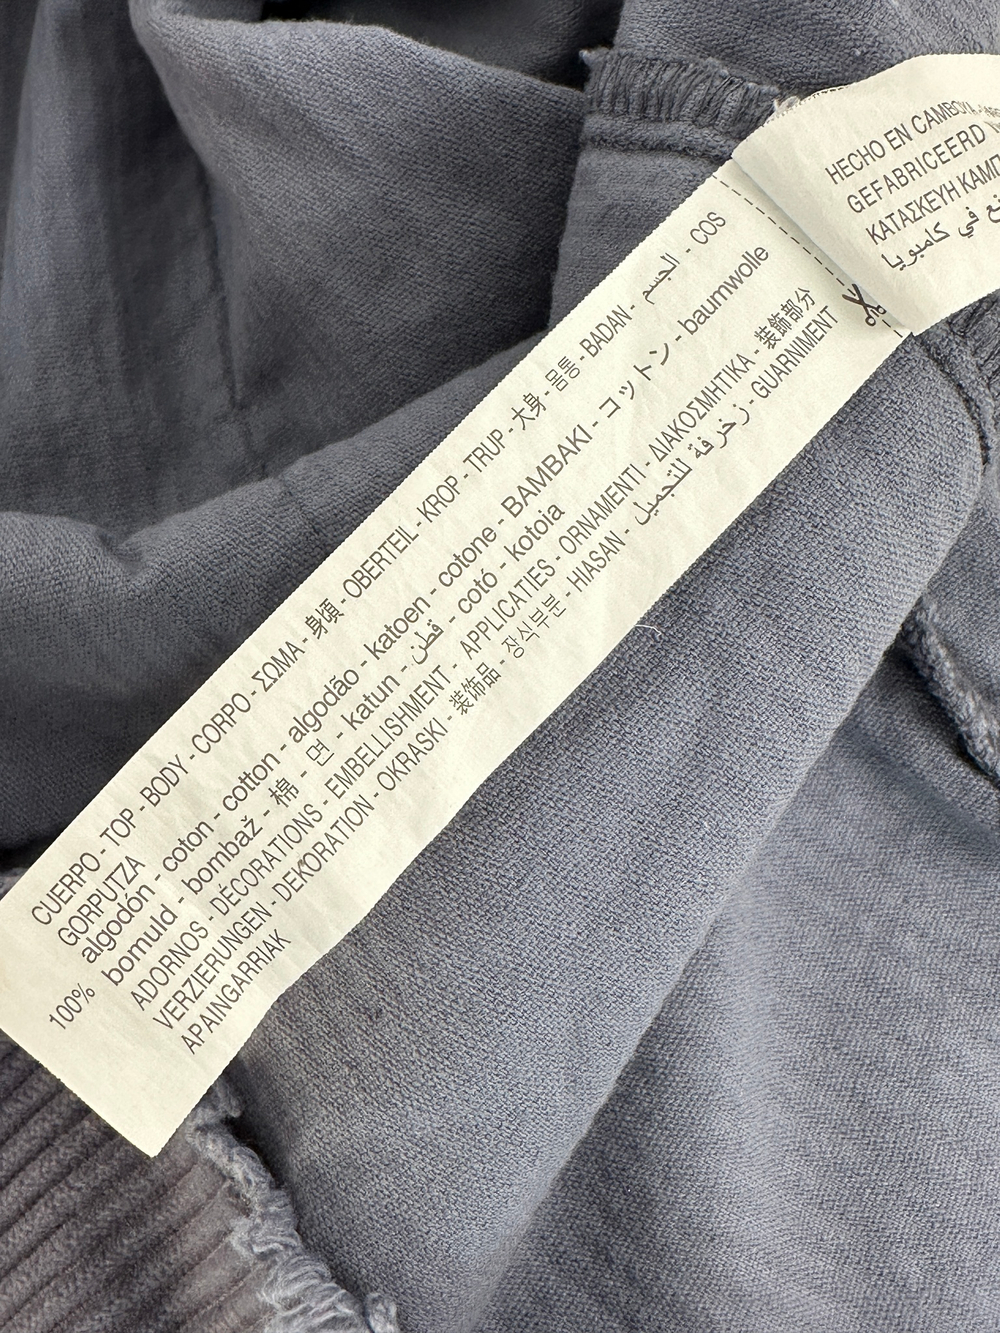 CUERPO - TOP - BODY - CORPO - ΣΩΜΑ - 身頃 - OBERTEIL - KROP - TRUP - 大身 - 몸통 - BADAN - الجسم - COS
GORPUTZA
100% algodón - coton - cotton - algodão - katoen - cotone - BAMBAKI - コットン - baumwolle
bomuld - bombaž - 棉 - 면 - katun - قطن - cotó - kotoia
ADORNOS - DÉCORATIONS - EMBELLISHMENT - APPLICATIES - ORNAMENTI - ΔΙΑΚΟΣΜΗΤΙΚΑ - 装飾部分
VERZIERUNGEN - DEKORATION - OKRASKI - 装饰品 - 장식부분 - HIASAN - زخرفة للتجميل - GUARNIMENT
APAINGARRIAK
HECHO EN CAMBOYA
GEFABRICEERD
ΚΑΤΑΣΚΕΥΗ
في كامبويا